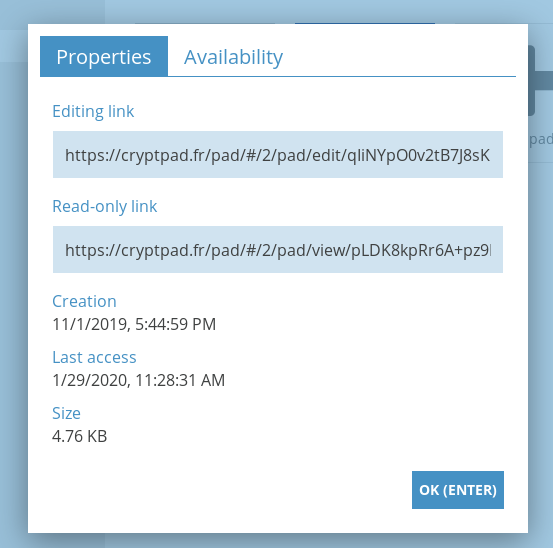 Properties
Availability
Editing link
https://cryptpad.fr/pad/#/2/pad/edit/qIiNYpO0v2tB7J8sK
Read-only link
https://cryptpad.fr/pad/#/2/pad/view/pLDK8kpRr6A+pz9
Creation
11/1/2019, 5:44:59 PM
Last access
1/29/2020, 11:28:31 AM
Size
4.76 KB
OK (ENTER)
pad